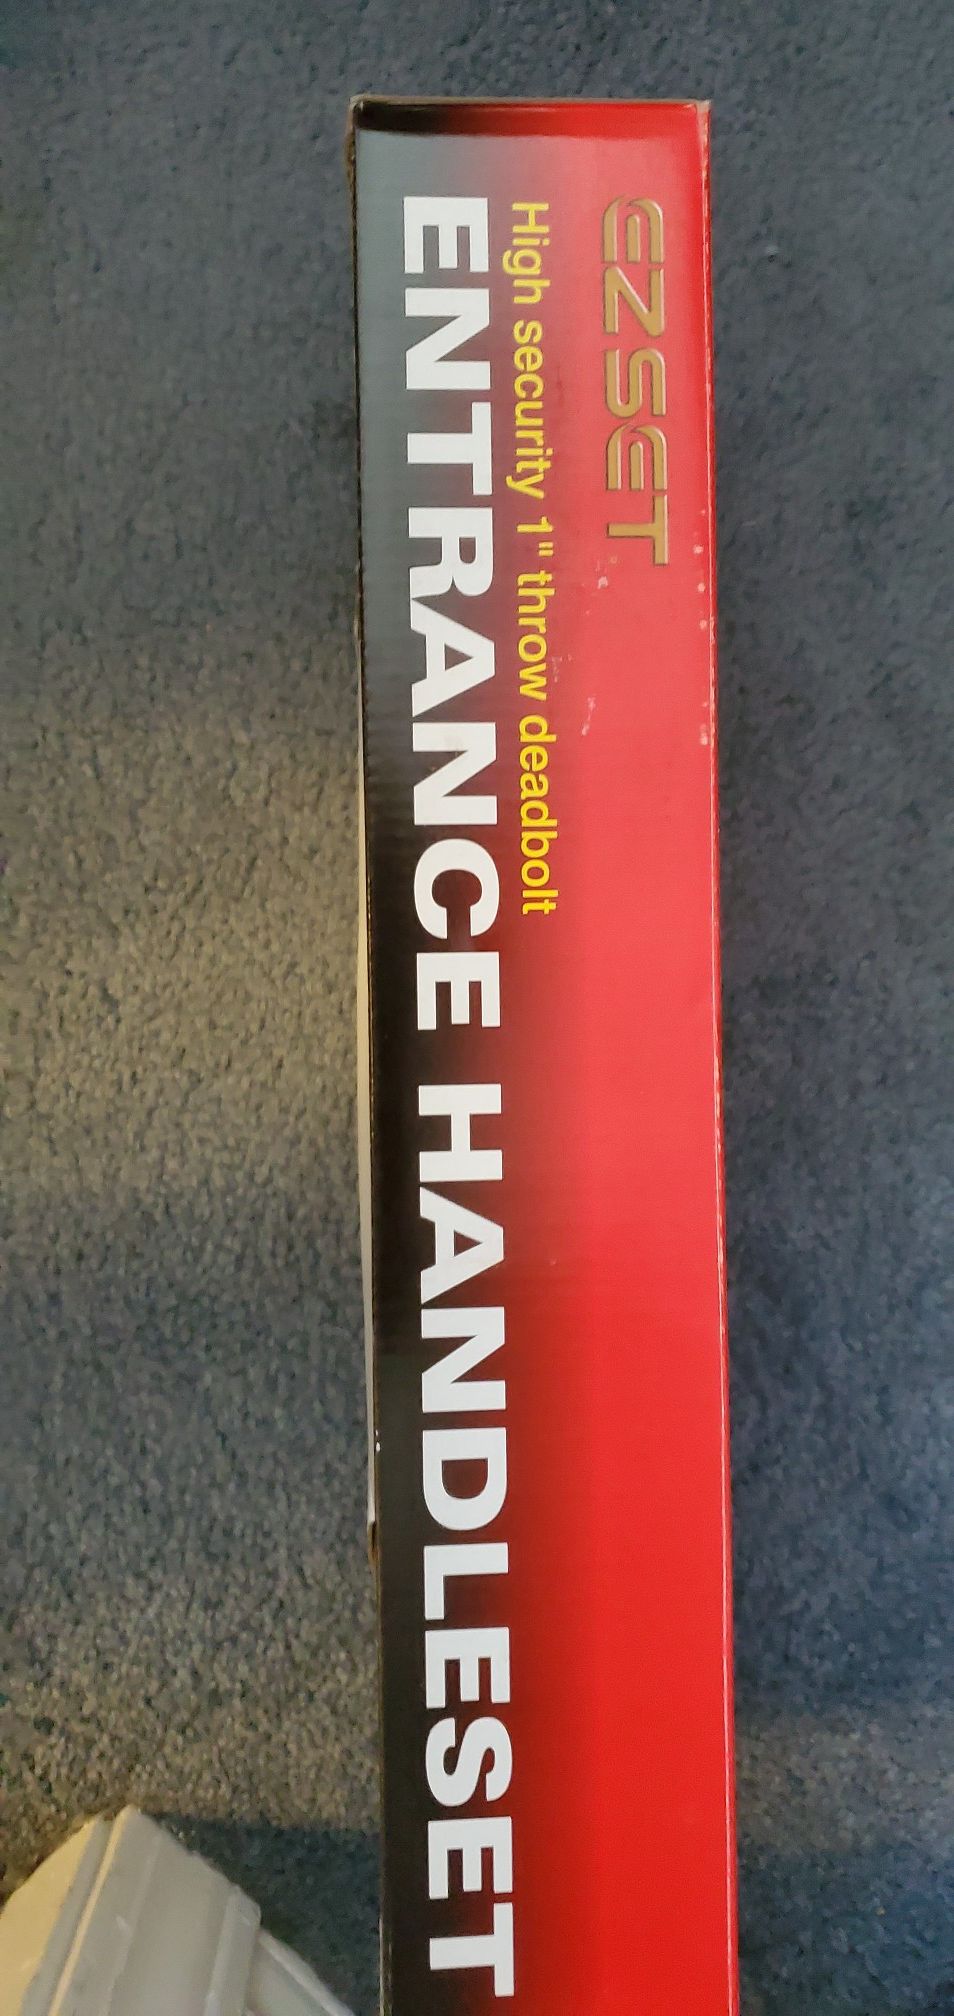 EZSET
High security 1" throw deadbolt
ENTRANCE HANDLESET